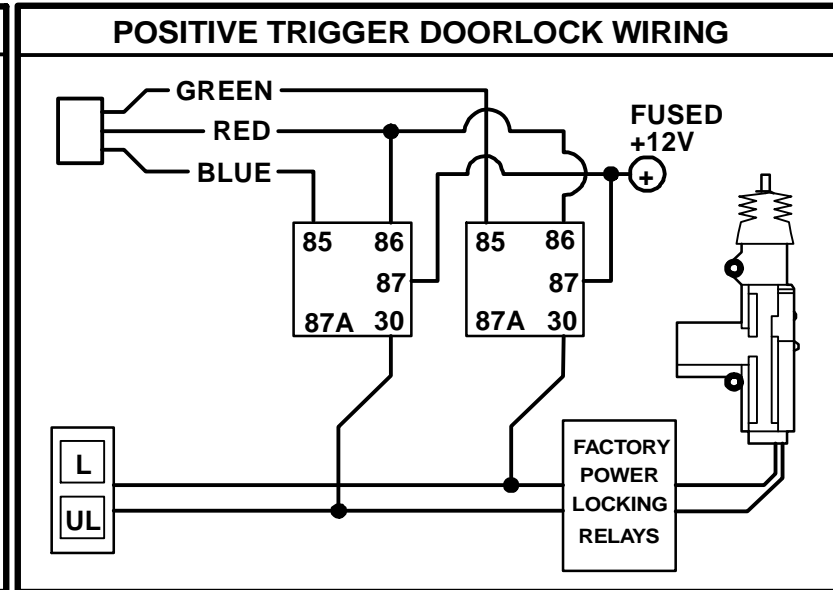 POSITIVE TRIGGER DOORLOCK WIRING
GREEN
RED
BLUE
FUSED
+12V
+
85 86
87
87A 30
85 86
87
87A 30
L
UL
FACTORY
POWER
LOCKING
RELAYS